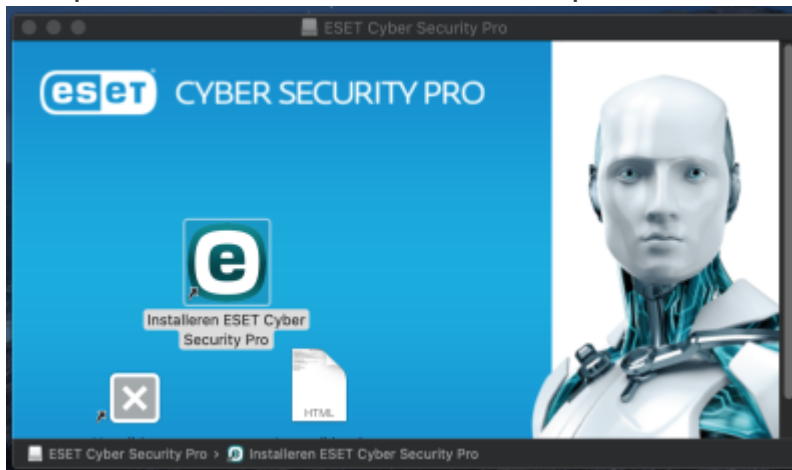 ESET Cyber Security Pro
eset CYBER SECURITY PRO
e
Installeren ESET Cyber
Security Pro
HTML
ESET Cyber Security Pro › Installeren ESET Cyber Security Pro